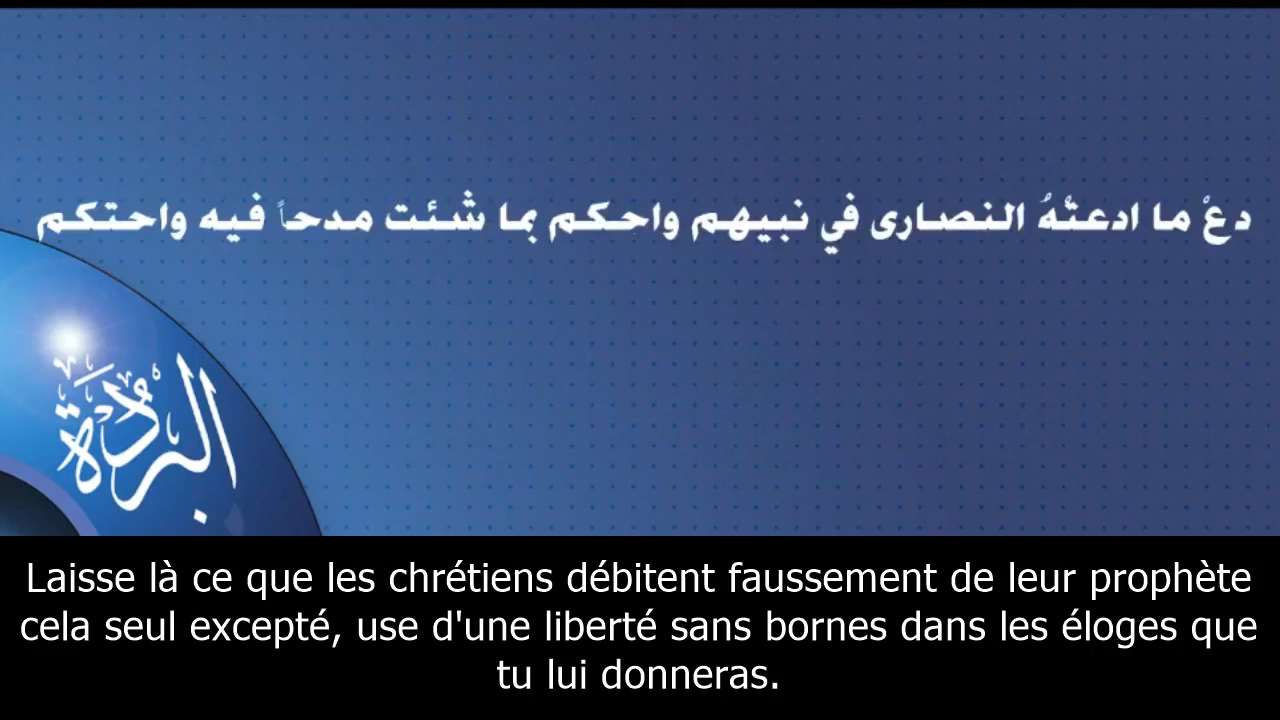 دعْ ما ادعتْهُ النصارى في نبيهم واحكم بما شئت مدحاً فيه واحتكم
البُردَة
Laisse là ce que les chrétiens débitent faussement de leur prophète
cela seul excepté, use d'une liberté sans bornes dans les éloges que
tu lui donneras.